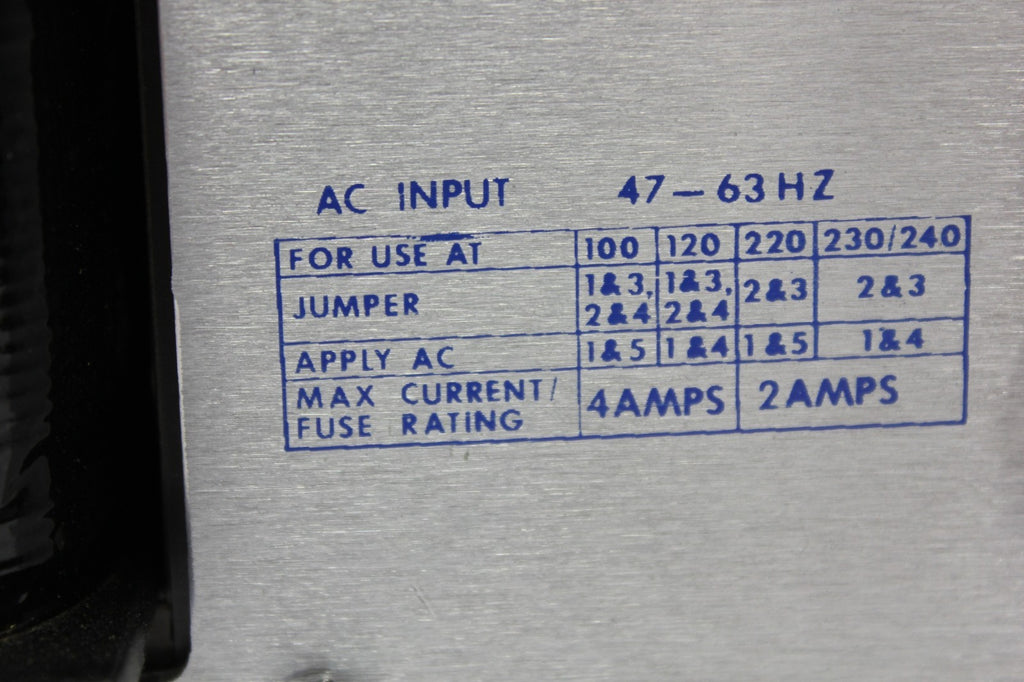 AC INPUT 47 – 63 HZ
FOR USE AT 100 120 220 230/240
JUMPER 1&3, 2&4 1&3, 2&4 2&3 2&3
APPLY AC 1&5 1&4 1&5 1&4
MAX CURRENT/
FUSE RATING 4AMPS 2AMPS